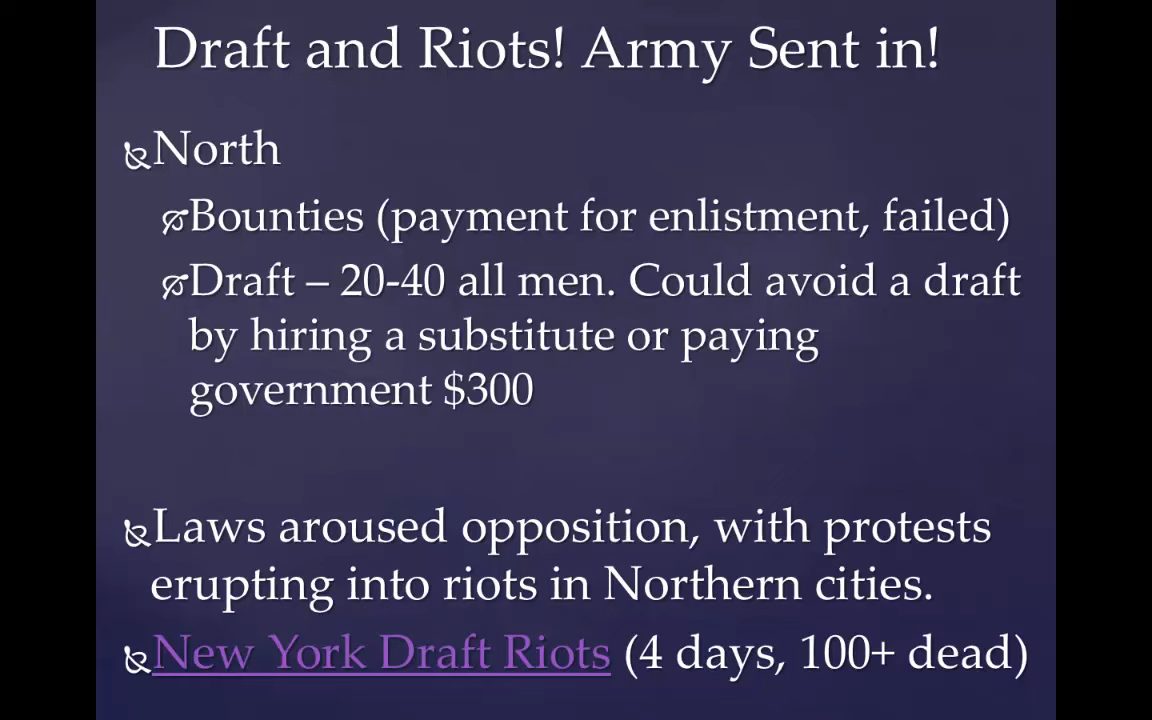 Draft and Riots! Army Sent in!
North
Bounties (payment for enlistment, failed)
Draft – 20-40 all men. Could avoid a draft
by hiring a substitute or paying
government $300
Laws aroused opposition, with protests
erupting into riots in Northern cities.
New York Draft Riots (4 days, 100+ dead)